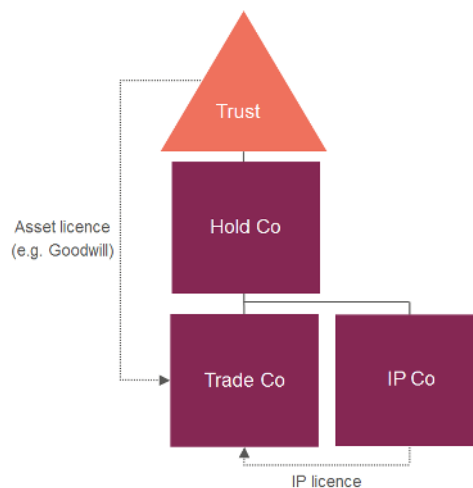 Trust
Asset licence
(e.g. Goodwill)
Hold Co
Trade Co
IP Co
IP licence